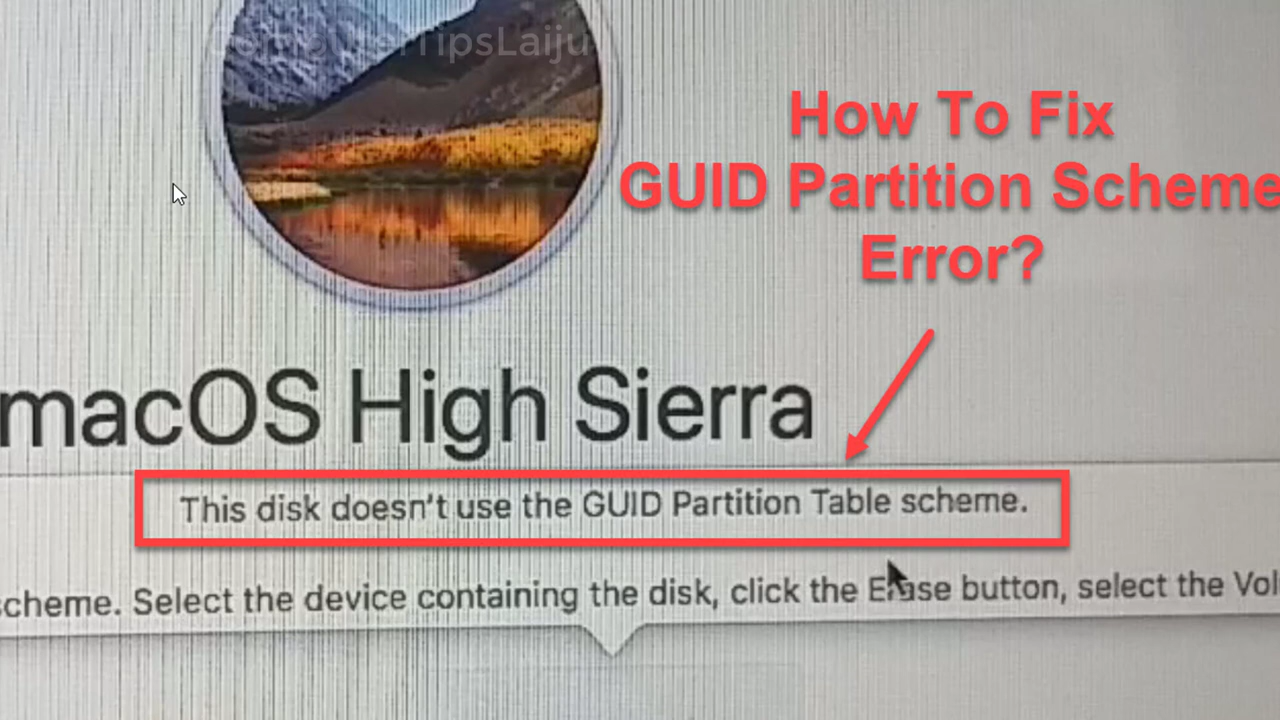 How To Fix
GUID Partition Scheme
Error?
macOS High Sierra
This disk doesn't use the GUID Partition Table scheme.
scheme. Select the device containing the disk, click the Erase button, select the Vol